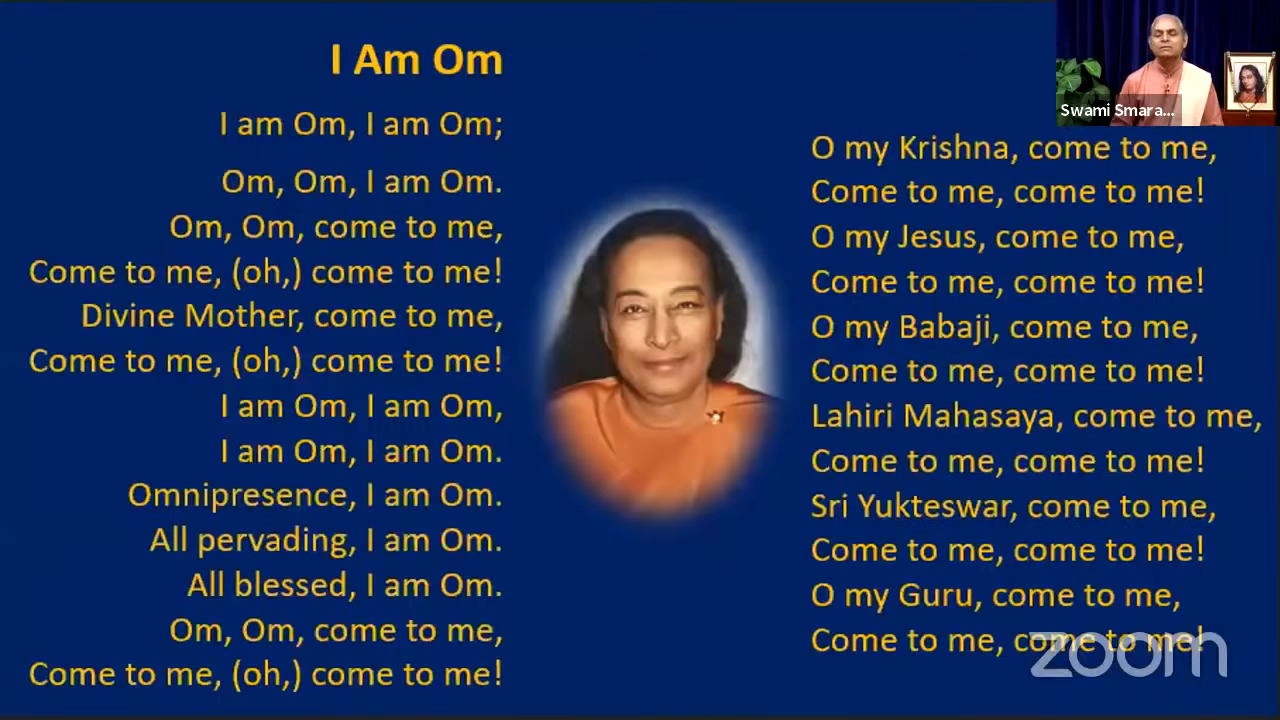 I Am Om
I am Om, I am Om;
Om, Om, I am Om.
Om, Om, come to me,
Come to me, (oh,) come to me!
Divine Mother, come to me,
Come to me, (oh,) come to me!
I am Om, I am Om,
I am Om, I am Om.
Omnipresence, I am Om.
All pervading, I am Om.
All blessed, I am Om.
Om, Om, come to me,
Come to me, (oh,) come to me!
O my Krishna, come to me,
Come to me, come to me!
O my Jesus, come to me,
Come to me, come to me!
O my Babaji, come to me,
Come to me, come to me!
Lahiri Mahasaya, come to me,
Come to me, come to me!
Sri Yukteswar, come to me,
Come to me, come to me!
O my Guru, come to me,
Come to me, come to me!
Swami Smara...
zoom